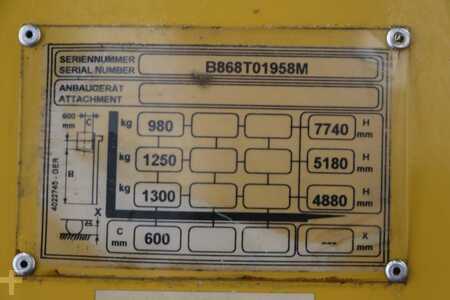 SERIENNUMMER
SERIAL NUMBER B868T01958M
ANBAUGERÄT
ATTACHMENT
600 mm C kg 980 7740 H mm
B kg 1250 5180 H mm
kg 1300 4880 H mm
X
C mm 600 --- X mm
4022745 - GER